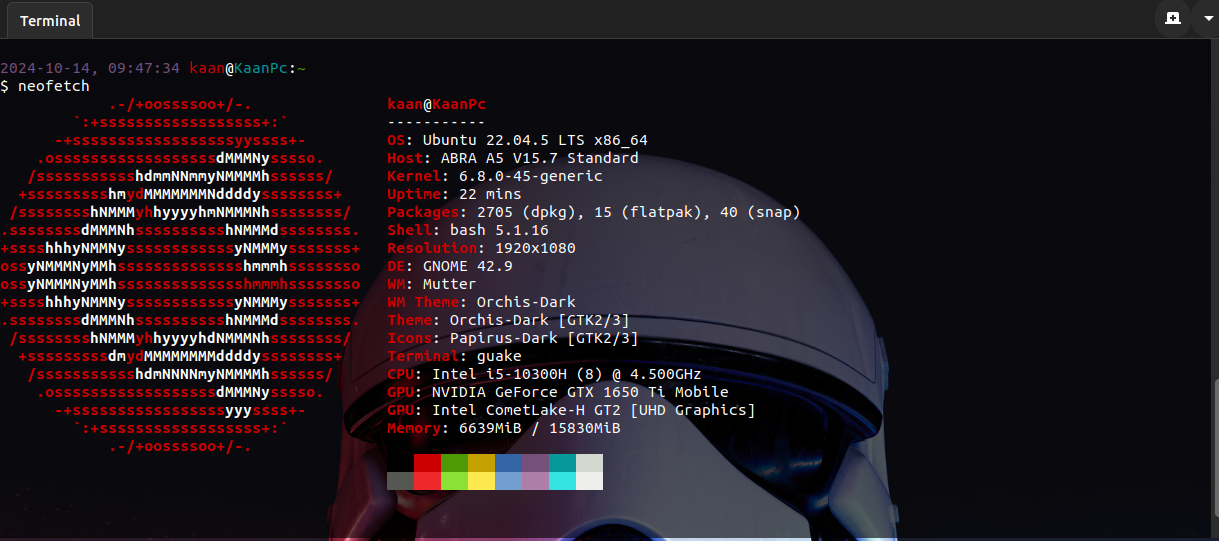 Terminal
2024-10-14, 09:47:34 kaan@KaanPc:~
$ neofetch
.-/+oossssoo+/-.
`:+ssssssssssssssssss+:`
-+ssssssssssssssssssyyssss+-
.ossssssssssssssssssdMMMNysssso.
/ssssssssssshdmmNNmmyNMMMMhssssss/
+ssssssssshmydMMMMMMMNddddyssssssss+
/sssssssshNMMMyhhyyyyhmNMMMNhssssssss/
.ssssssssdMMMNhsssssssssshNMMMdssssssss.
+sssshhhyNMMNyssssssssssssyNMMMysssssss+
ossyNMMMNyMMhsssssssssssssshmmmhssssssso
ossyNMMMNyMMhsssssssssssssshmmmhssssssso
+sssshhhyNMMNyssssssssssssyNMMMysssssss+
.ssssssssdMMMNhsssssssssshNMMMdssssssss.
/sssssssshNMMMyhhyyyyhdNMMMNhssssssss/
+sssssssssdmydMMMMMMMMddddyssssssss+
/ssssssssssshdmNNNNmyNMMMMhssssss/
.ossssssssssssssssssdMMMNysssso.
-+sssssssssssssssssyyyssss+-
`:+ssssssssssssssssss+:`
.-/+oossssoo+/-.
kaan@KaanPc
-----------
OS: Ubuntu 22.04.5 LTS x86_64
Host: ABRA A5 V15.7 Standard
Kernel: 6.8.0-45-generic
Uptime: 22 mins
Packages: 2705 (dpkg), 15 (flatpak), 40 (snap)
Shell: bash 5.1.16
Resolution: 1920x1080
DE: GNOME 42.9
WM: Mutter
WM Theme: Orchis-Dark
Theme: Orchis-Dark [GTK2/3]
Icons: Papirus-Dark [GTK2/3]
Terminal: guake
CPU: Intel i5-10300H (8) @ 4.500GHz
GPU: NVIDIA GeForce GTX 1650 Ti Mobile
GPU: Intel CometLake-H GT2 [UHD Graphics]
Memory: 6639MiB / 15830MiB